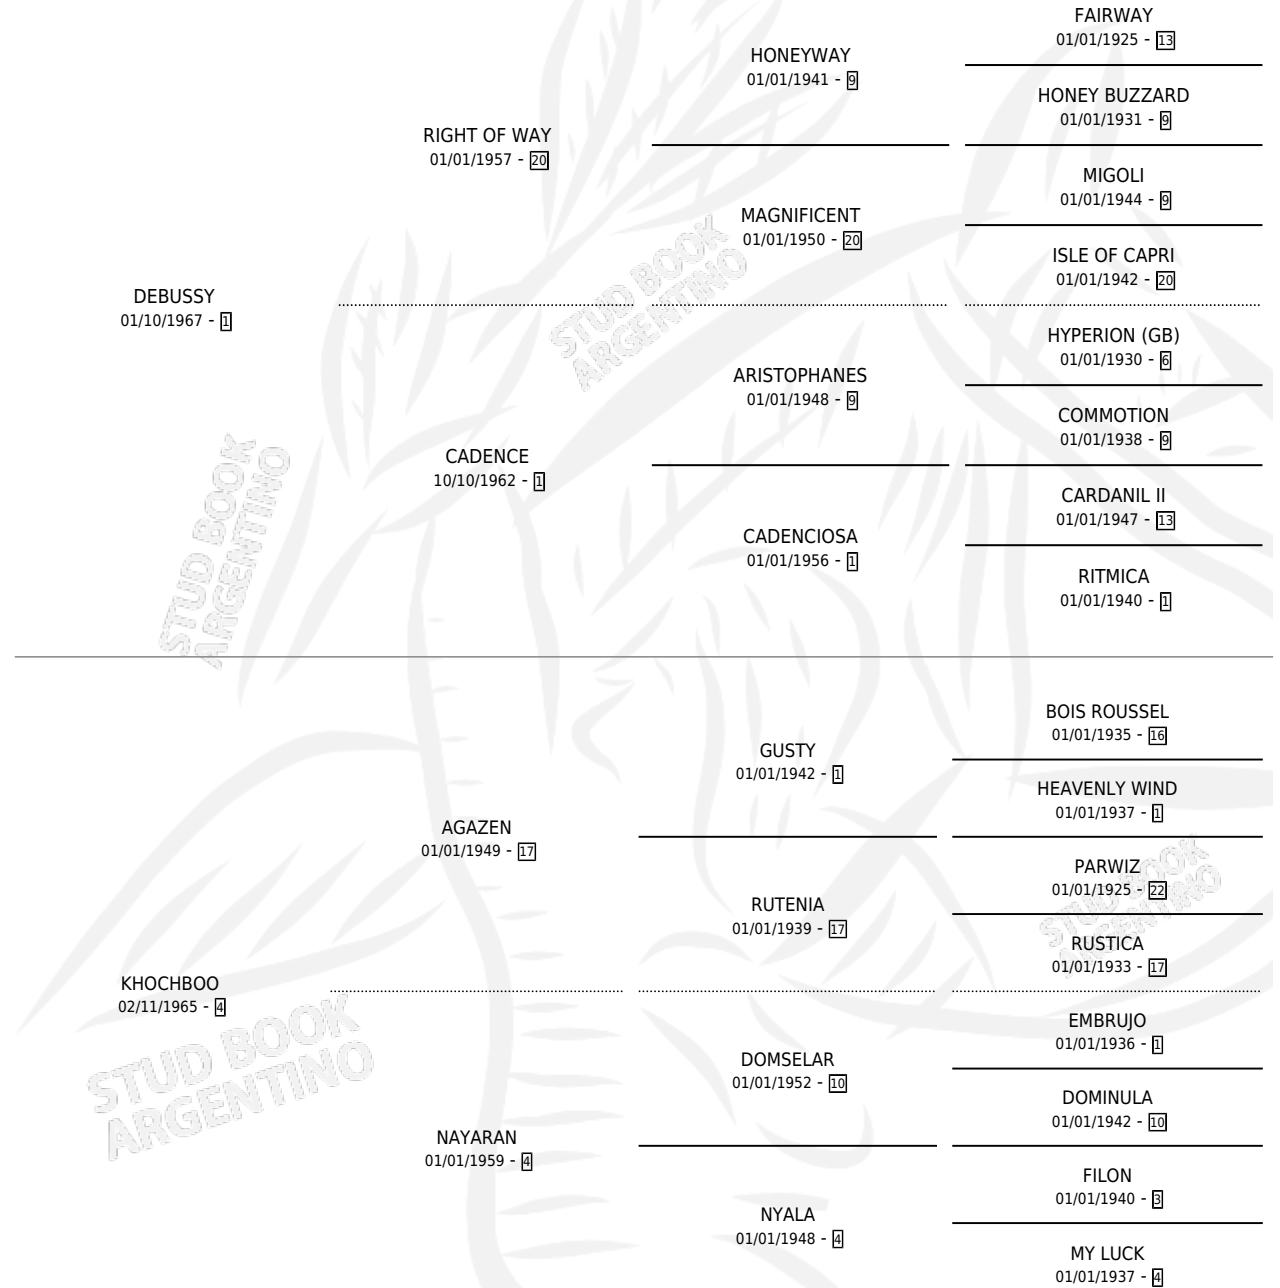 FAIRWAY
01/01/1925 - 13
HONEYWAY
01/01/1941 - 9
HONEY BUZZARD
01/01/1931 - 9
RIGHT OF WAY
01/01/1957 - 20
MIGOLI
01/01/1944 - 9
MAGNIFICENT
01/01/1950 - 20
ISLE OF CAPRI
01/01/1942 - 20
DEBUSSY
01/10/1967 - 1
HYPERION (GB)
01/01/1930 - 6
ARISTOPHANES
01/01/1948 - 9
COMMOTION
01/01/1938 - 9
CADENCE
10/10/1962 - 1
CARDANIL II
01/01/1947 - 13
CADENCIOSA
01/01/1956 - 1
RITMICA
01/01/1940 - 1
BOIS ROUSSEL
01/01/1935 - 16
GUSTY
01/01/1942 - 1
HEAVENLY WIND
01/01/1937 - 1
AGAZEN
01/01/1949 - 17
PARWIZ
01/01/1925 - 22
RUTENIA
01/01/1939 - 17
RUSTICA
01/01/1933 - 17
KHOCHBOO
02/11/1965 - 4
EMBRUJO
01/01/1936 - 1
DOMSELAR
01/01/1952 - 10
DOMINULA
01/01/1942 - 10
NAYARAN
01/01/1959 - 4
FILON
01/01/1940 - 3
NYALA
01/01/1948 - 4
MY LUCK
01/01/1937 - 4
STUD BOOK
ARGENTINO
STUD BOOK
ARGENTINO
STUD BOOK
ARGENTINO
STUD BOOK
ARGENTINO